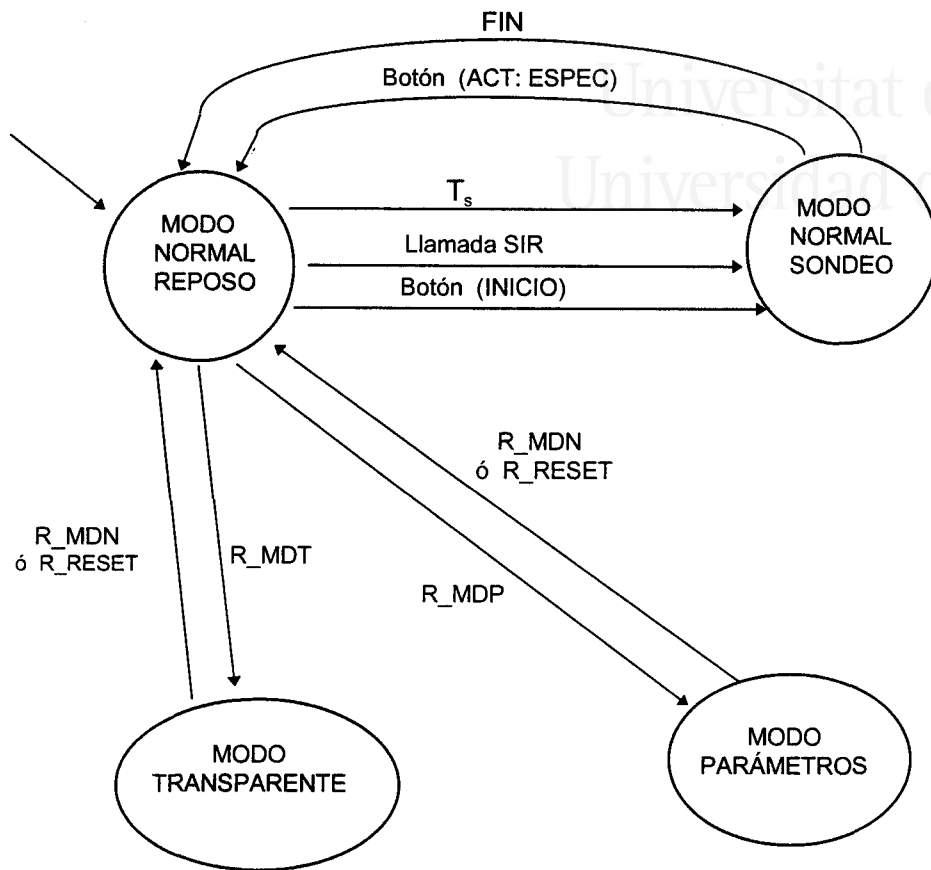 FIN
Universitat d
Botón (ACT: ESPEC)
Universidad d
T_s
MODO
NORMAL
REPOSO
MODO
NORMAL
SONDEO
Llamada SIR
Botón (INICIO)
R_MDN
ó R_RESET
R_MDN
ó R_RESET
R_MDT
R_MDP
MODO
TRANSPARENTE
MODO
PARÁMETROS